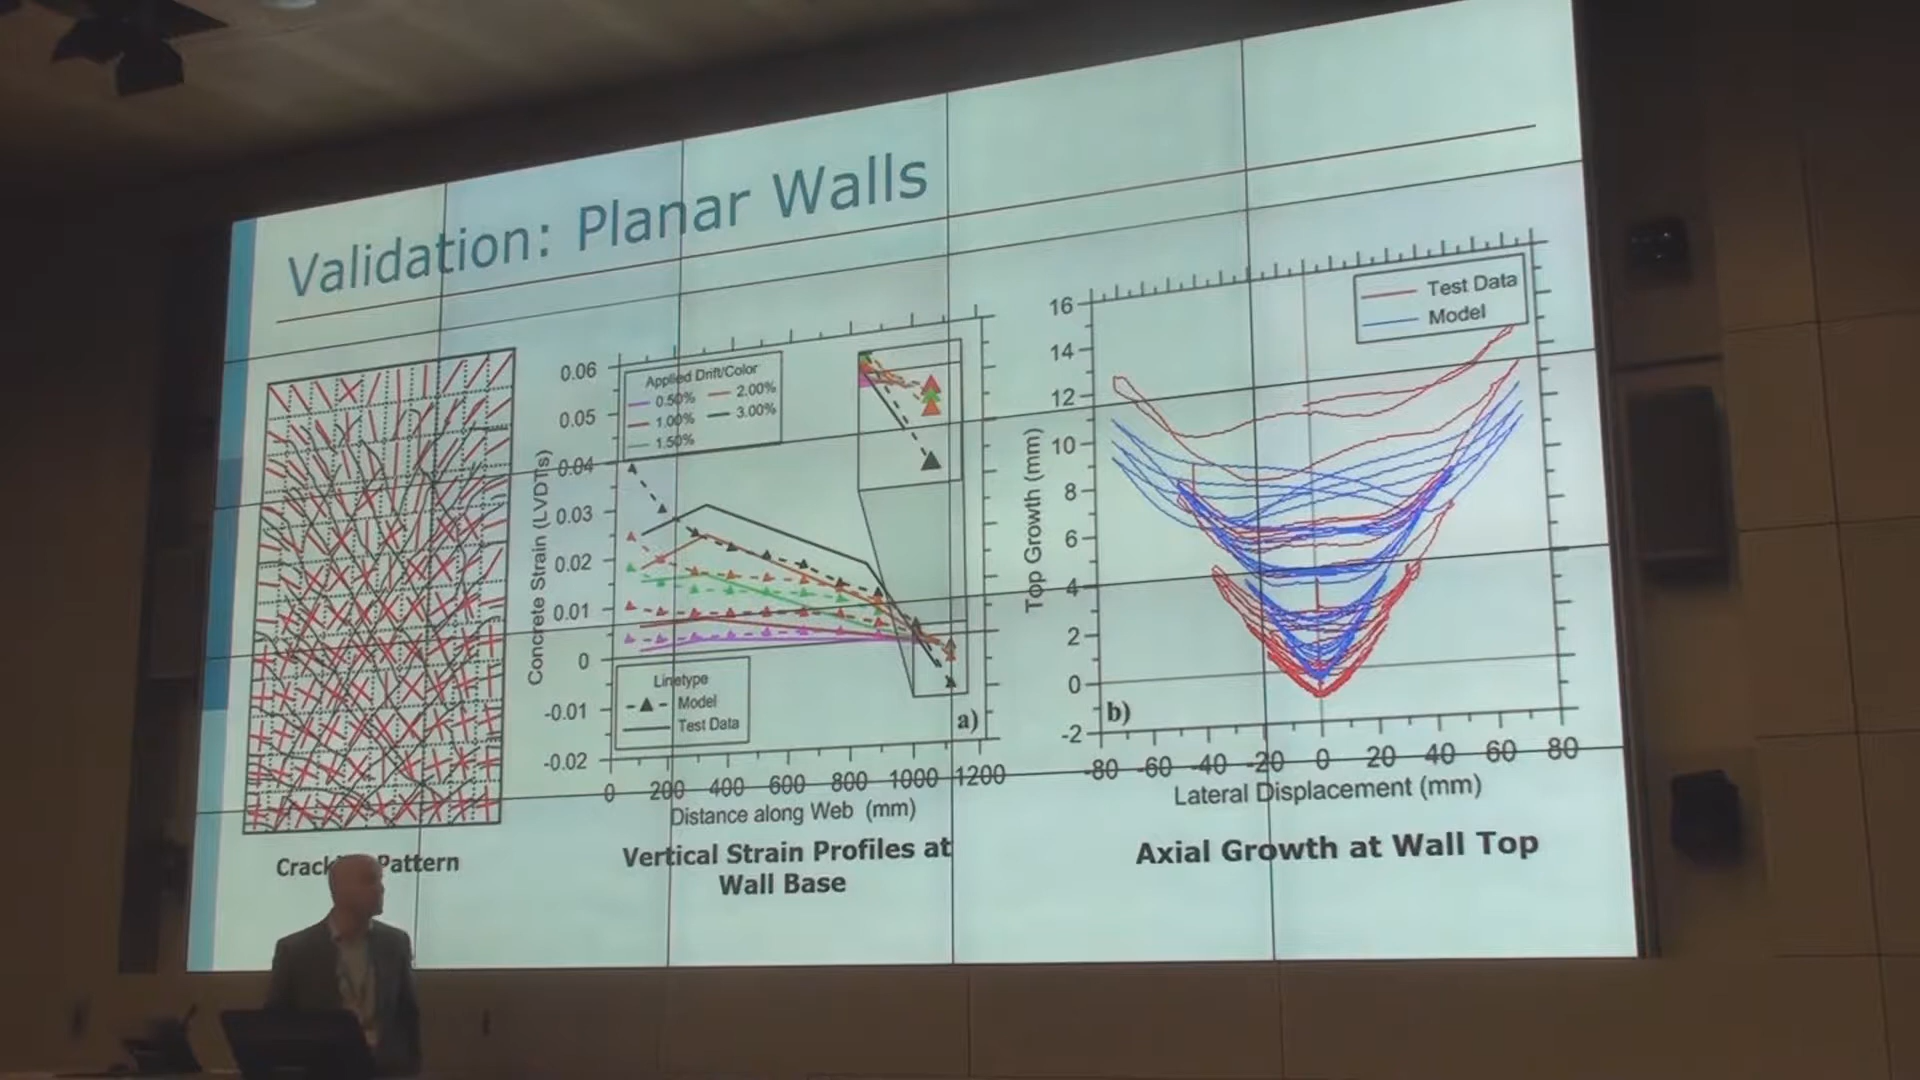 Validation: Planar Walls
Cracking Pattern
0.06
0.05
0.04
0.03
0.02
0.01
0
-0.01
-0.02
Concrete Strain (LVDTs)
Applied Drift/Color
0.50%
1.00%
1.50%
2.00%
3.00%
Linetype
Model
Test Data
a)
0 200 400 600 800 1000 1200
Distance along Web (mm)
Vertical Strain Profiles at
Wall Base
16
14
12
10
8
6
4
2
0
-2
Top Growth (mm)
Test Data
Model
b)
-80 -60 -40 -20 0 20 40 60 80
Lateral Displacement (mm)
Axial Growth at Wall Top